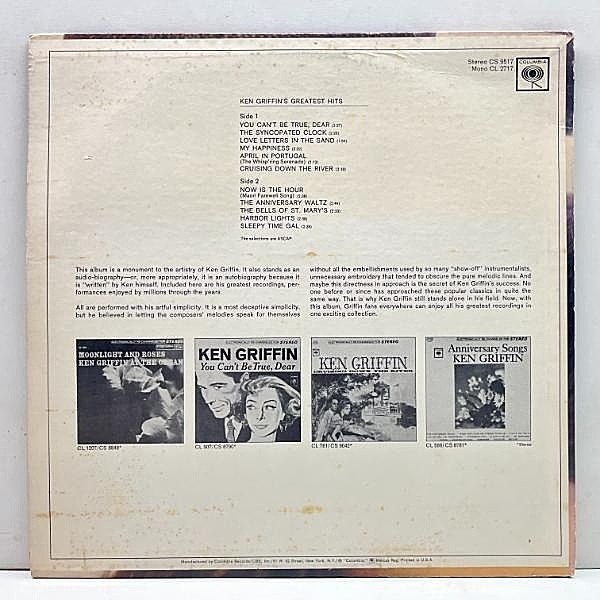 Stereo CS 9517
Mono CL 2717
COLUMBIA
KEN GRIFFIN'S GREATEST HITS
Side 1
YOU CAN'T BE TRUE, DEAR
THE SYNCOPATED CLOCK
LOVE LETTERS IN THE SAND
MY HAPPINESS
APRIL IN PORTUGAL
(The Whisp'ring Serenade)
CRUISING DOWN THE RIVER
Side 2
NOW IS THE HOUR
(Maori Farewell Song)
THE ANNIVERSARY WALTZ
THE BELLS OF ST. MARY'S
HARBOR LIGHTS
SLEEPY TIME GAL
The selections are ASCAP.
This album is a monument to the artistry of Ken Griffin. It also stands as an
audio-biography—or, more appropriately, it is an autobiography because it
is "written" by Ken himself. Included here are his greatest recordings, per-
formances enjoyed by millions through the years.
All are performed with his artful simplicity. It is a most deceptive simplicity,
but he believed in letting the composers' melodies speak for themselves
without all the embellishments used by so many "show-off" instrumentalists,
unnecessary embroidary that tended to obscure the pure melodic lines. And
maybe this directness in approach is the secret of Ken Griffin's success. No
one before or since has approached these popular classics in quite the
same way. That is why Ken Griffin still stands alone in his field. Now, with
this album, Griffin fans everywhere can enjoy all his greatest recordings in
one exciting collection.
MOONLIGHT AND ROSES
KEN GRIFFIN AT THE ORGAN
KEN GRIFFIN
You Can't Be True, Dear
KEN GRIFFIN
Anniversary Songs
KEN GRIFFIN
*Stereo